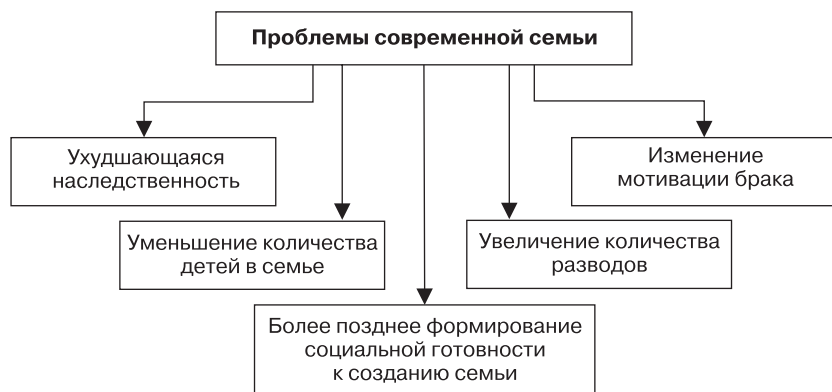 Проблемы современной семьи
Ухудшающаяся
наследственность
Изменение
мотивации брака
Уменьшение количества
детей в семье
Увеличение количества
разводов
Более позднее формирование
социальной готовности
к созданию семьи